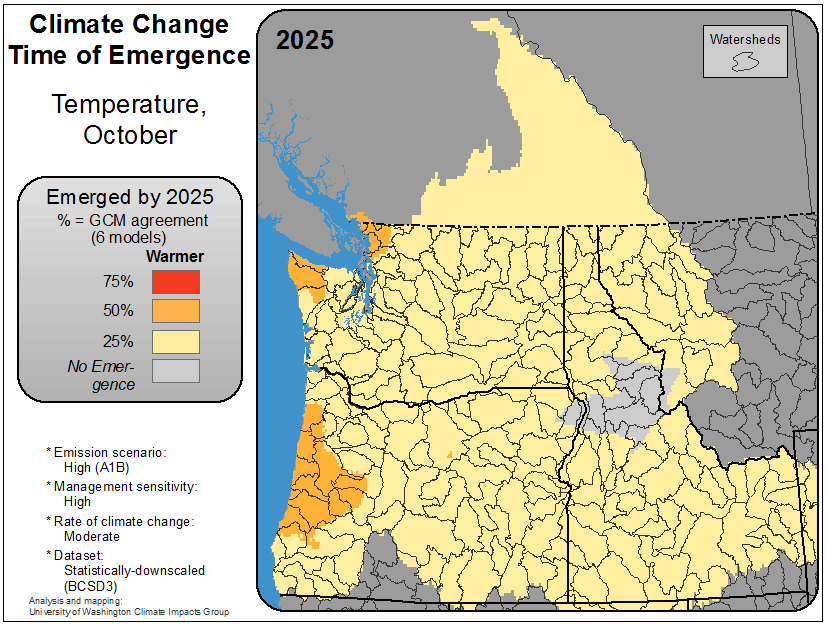 Climate Change
Time of Emergence
Temperature,
October
Emerged by 2025
% = GCM agreement
(6 models)
Warmer
75%
50%
25%
No Emer-
gence
* Emission scenario:
High (A1B)
* Management sensitivity:
High
* Rate of climate change:
Moderate
* Dataset:
Statistically-downscaled
(BCSD3)
Analysis and mapping:
University of Washington Climate Impacts Group
2025
Watersheds